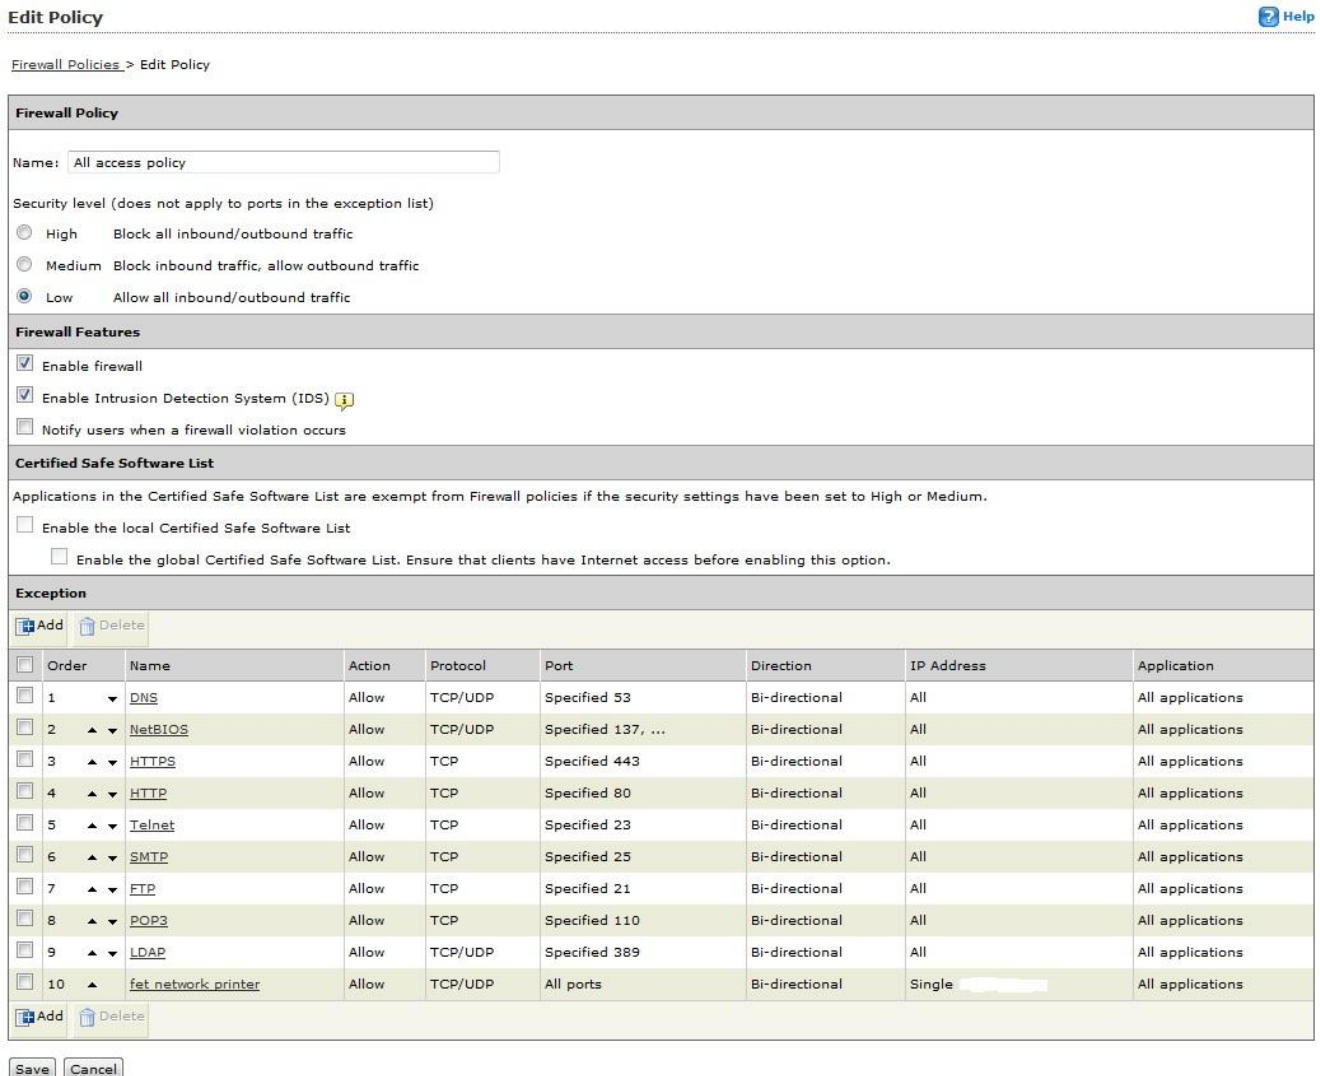 Edit Policy
Help
Firewall Policies > Edit Policy
Firewall Policy
Name: All access policy
Security level (does not apply to ports in the exception list)
High Block all inbound/outbound traffic
Medium Block inbound traffic, allow outbound traffic
Low Allow all inbound/outbound traffic
Firewall Features
Enable firewall
Enable Intrusion Detection System (IDS)
Notify users when a firewall violation occurs
Certified Safe Software List
Applications in the Certified Safe Software List are exempt from Firewall policies if the security settings have been set to High or Medium.
Enable the local Certified Safe Software List
Enable the global Certified Safe Software List. Ensure that clients have Internet access before enabling this option.
Exception
Add Delete
Order Name Action Protocol Port Direction IP Address Application
1 DNS Allow TCP/UDP Specified 53 Bi-directional All All applications
2 NetBIOS Allow TCP/UDP Specified 137, ... Bi-directional All All applications
3 HTTPS Allow TCP Specified 443 Bi-directional All All applications
4 HTTP Allow TCP Specified 80 Bi-directional All All applications
5 Telnet Allow TCP Specified 23 Bi-directional All All applications
6 SMTP Allow TCP Specified 25 Bi-directional All All applications
7 FTP Allow TCP Specified 21 Bi-directional All All applications
8 POP3 Allow TCP Specified 110 Bi-directional All All applications
9 LDAP Allow TCP/UDP Specified 389 Bi-directional All All applications
10 fet network printer Allow TCP/UDP All ports Bi-directional Single All applications
Add Delete
Save Cancel